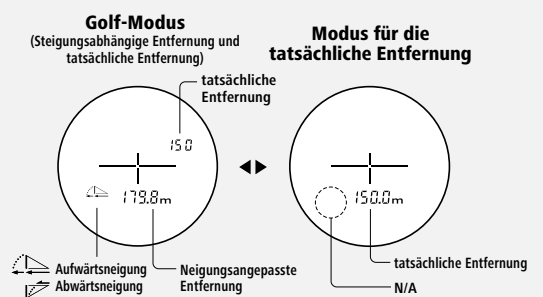 Golf-Modus
(Steigungsabhängige Entfernung und
tatsächliche Entfernung)
tatsächliche
Entfernung
150
179.8m
Aufwärtsneigung
Abwärtsneigung
Neigungsangepasste
Entfernung
Modus für die
tatsächliche Entfernung
150.0m
tatsächliche Entfernung
N/A